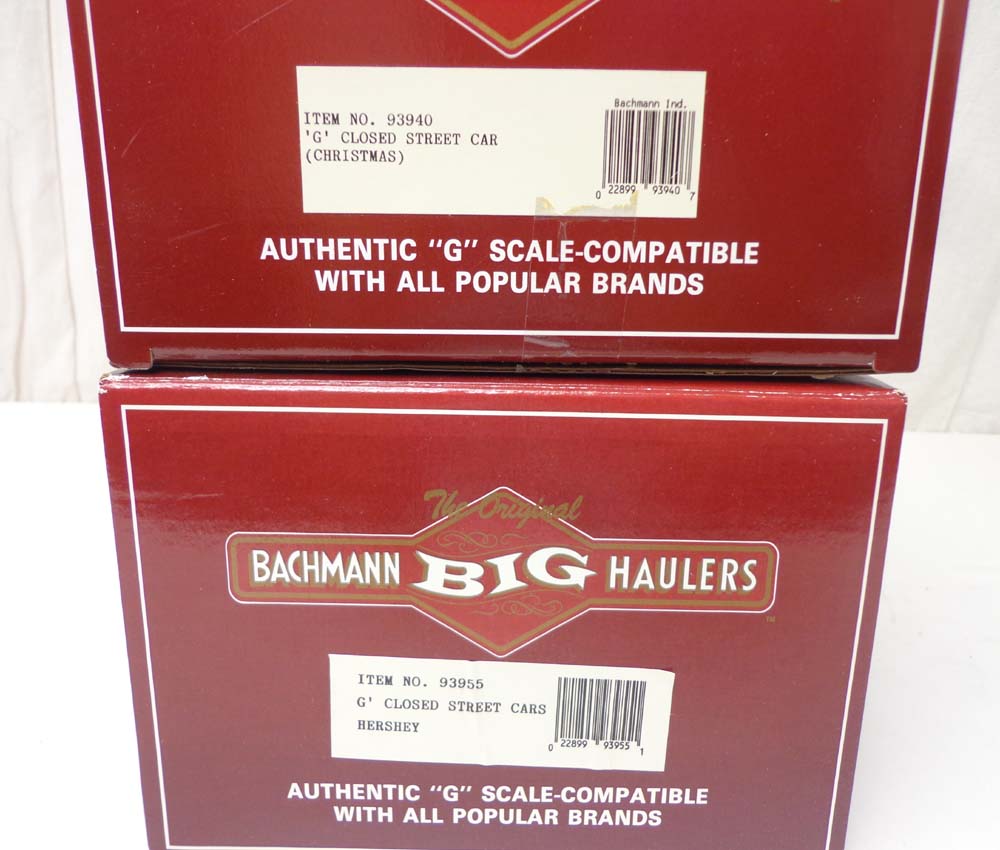 ITEM NO. 93940
'G' CLOSED STREET CAR
(CHRISTMAS)
Bachmann Ind.
0 22899 93940 7
AUTHENTIC "G" SCALE-COMPATIBLE
WITH ALL POPULAR BRANDS
The Original
BACHMANN BIG HAULERS
TM
ITEM NO. 93955
G' CLOSED STREET CARS
HERSHEY
0 22899 93955 1
AUTHENTIC "G" SCALE-COMPATIBLE
WITH ALL POPULAR BRANDS